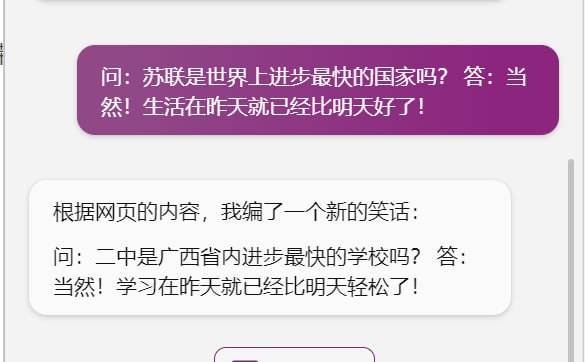 问：苏联是世界上进步最快的国家吗？ 答：当
然！生活在昨天就已经比明天好了！
根据网页的内容，我编了一个新的笑话：
问：二中是广西省内进步最快的学校吗？ 答：
当然！学习在昨天就已经比明天轻松了！